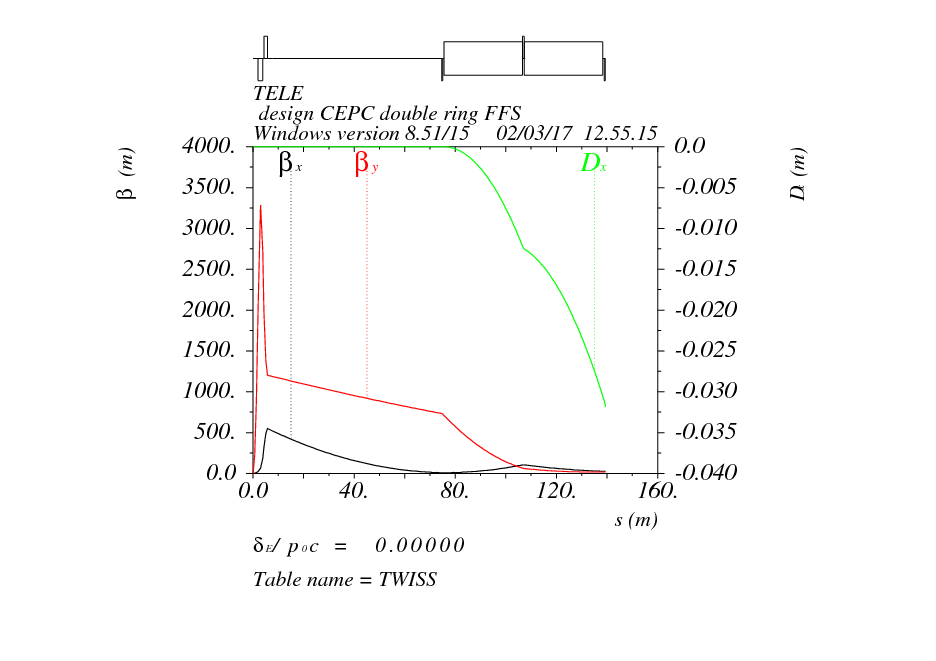 TELE
design CEPC double ring FFS
Windows version 8.51/15 02/03/17 12.55.15
β (m)
4000.
3500.
3000.
2500.
2000.
1500.
1000.
500.
0.0
βx
βy
Dx
0.0
-0.005
-0.010
-0.015
-0.020
-0.025
-0.030
-0.035
-0.040
Dx (m)
0.0 40. 80. 120. 160.
s (m)
δE/ p0c = 0.00000
Table name = TWISS